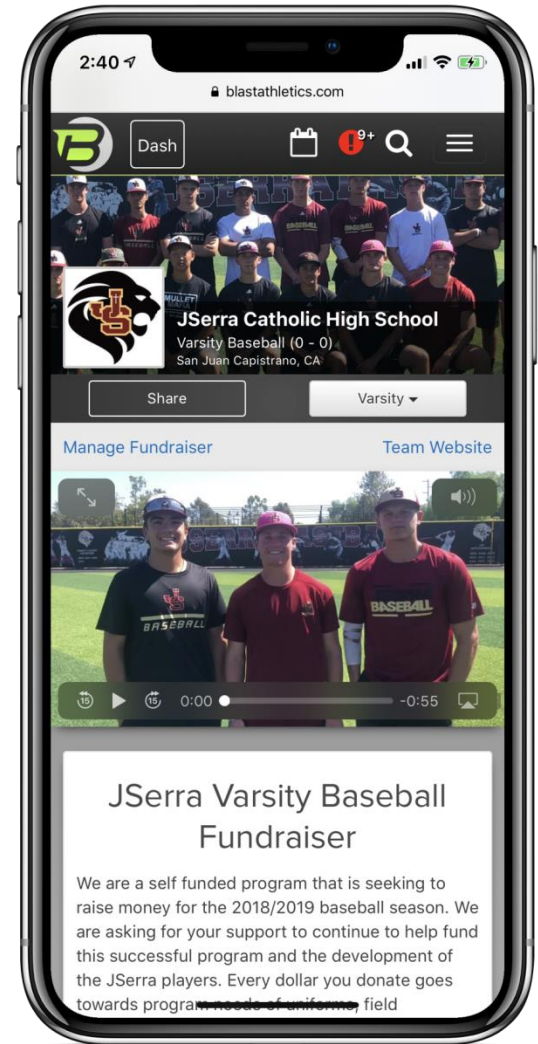 2:40
blastathletics.com
Dash
9+
MULLET
JS
JSerra Catholic High School
Varsity Baseball (0 - 0)
San Juan Capistrano, CA
Share
Varsity
Manage Fundraiser
Team Website
BASEBALL
BASEBALL
15
15
0:00
-0:55
JSerra Varsity Baseball
Fundraiser
We are a self funded program that is seeking to
raise money for the 2018/2019 baseball season. We
are asking for your support to continue to help fund
this successful program and the development of
the JSerra players. Every dollar you donate goes
towards program needs of uniforms, field